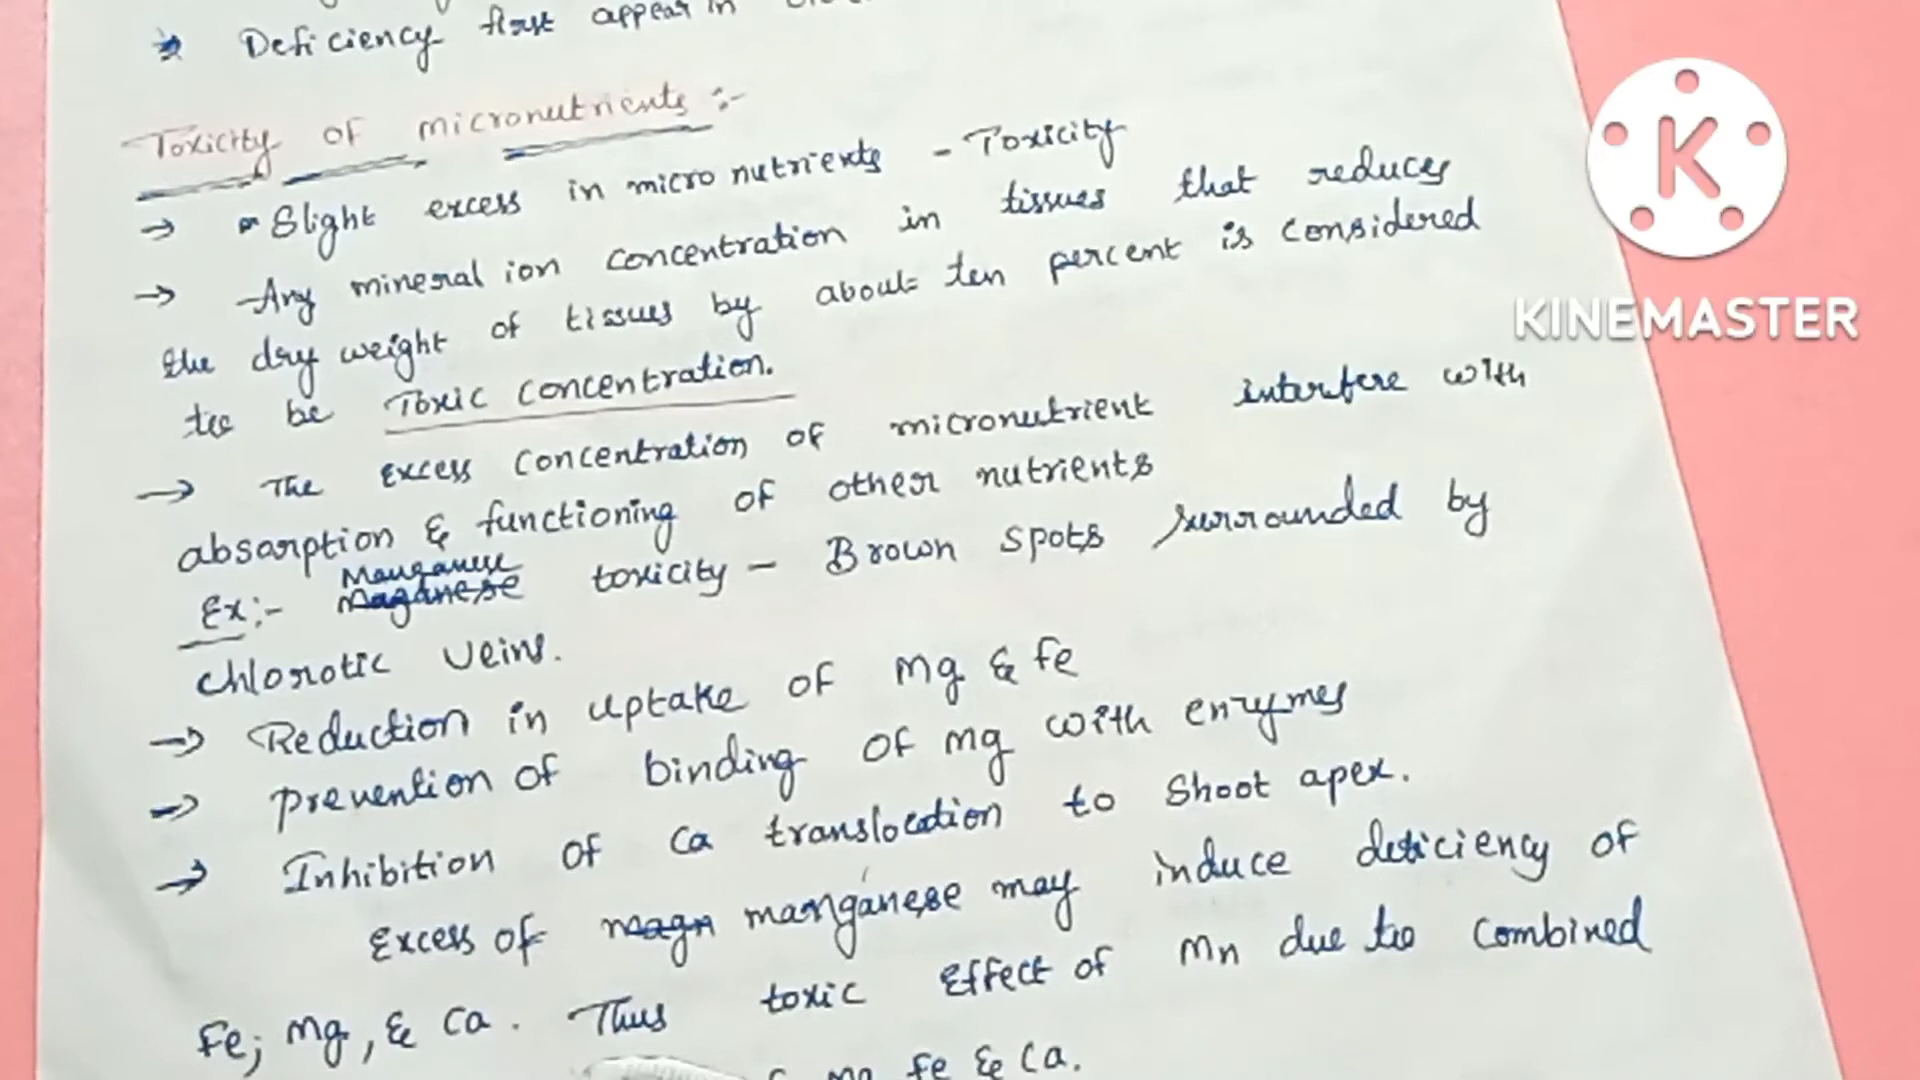 * Deficiency first appear in
Toxicity of micronutrients :-
→ Slight excess in micro nutrients - Toxicity
→ Any mineral ion concentration in tissues that reduces
the dry weight of tissues by about ten percent is considered
to be Toxic concentration.
→ The Excess concentration of micronutrient interfere with
absorption & functioning of other nutrients
Manganese
Ex:- Maganese toxicity - Brown spots surrounded by
chlorotic veins.
→ Reduction in uptake of Mg & Fe
→ prevention of binding of Mg with enzymes
→ Inhibition of Ca translocation to shoot apex.
Excess of magn manganese may induce deficiency of
Fe; Mg, & Ca. Thus toxic Effect of Mn due to combined
Mg Fe & Ca.
K
KINEMASTER